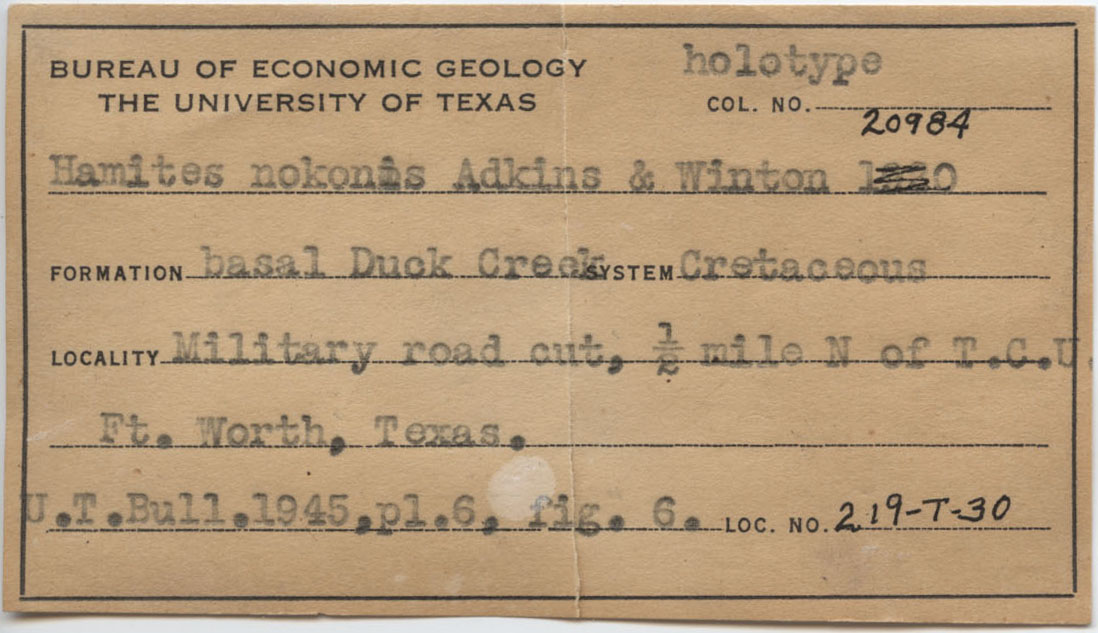 BUREAU OF ECONOMIC GEOLOGY holotype
THE UNIVERSITY OF TEXAS COL. NO. 20984
Hamites nokonis Adkins & Winton
FORMATION basal Duck Creek SYSTEM Cretaceous
LOCALITY Military road cut, ½ mile N of T.C.U.
Ft. Worth, Texas.
U.T.Bull.1945,pl.6, fig. 6. LOC. NO. 219-T-30